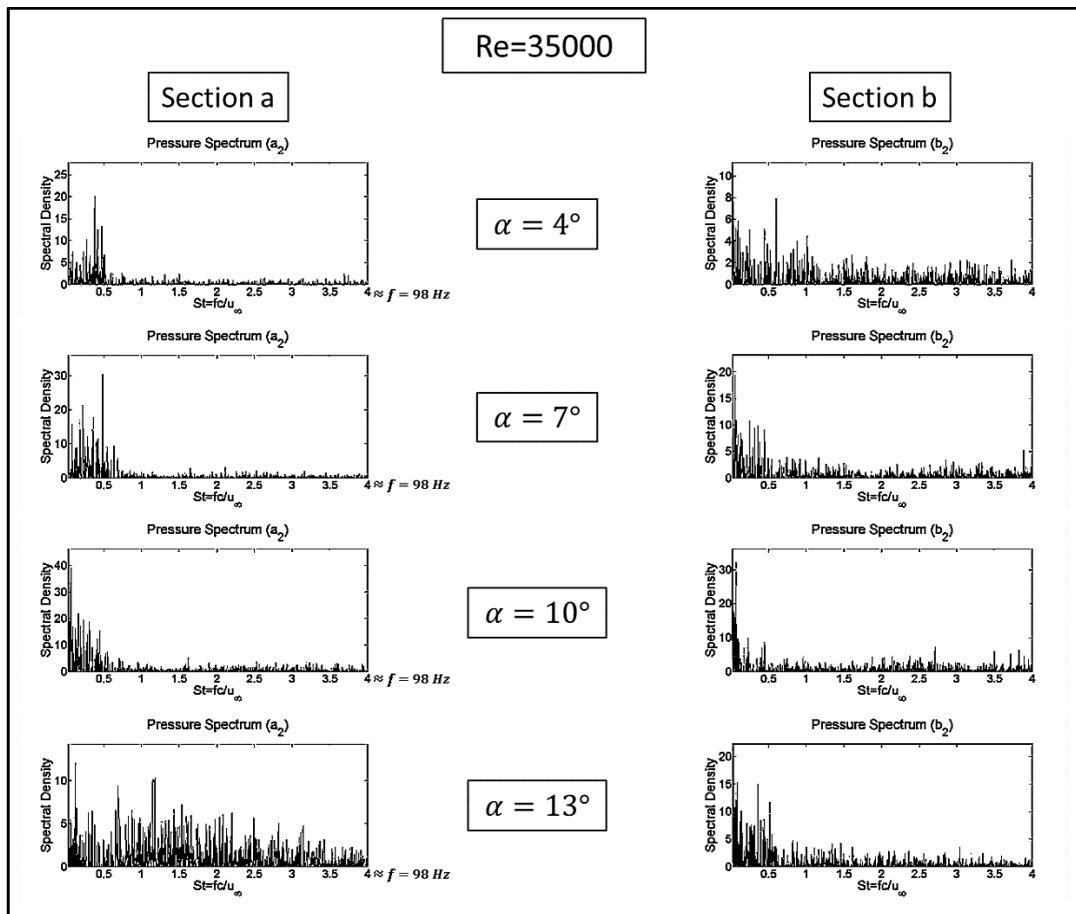 Re=35000
Section a
Section b
Pressure Spectrum (a₂)
Spectral Density
25
20
15
10
5
0
0.5 1 1.5 2 2.5 3 3.5 4
≈ f = 98 Hz
St=fc/u∞
α = 4°
Pressure Spectrum (b₂)
Spectral Density
10
8
6
4
2
0
0.5 1 1.5 2 2.5 3 3.5 4
St=fc/u∞
Pressure Spectrum (a₂)
Spectral Density
30
20
10
0
0.5 1 1.5 2 2.5 3 3.5 4
≈ f = 98 Hz
St=fc/u∞
α = 7°
Pressure Spectrum (b₂)
Spectral Density
20
15
10
5
0
0.5 1 1.5 2 2.5 3 3.5 4
St=fc/u∞
Pressure Spectrum (a₂)
Spectral Density
40
30
20
10
0
0.5 1 1.5 2 2.5 3 3.5 4
≈ f = 98 Hz
St=fc/u∞
α = 10°
Pressure Spectrum (b₂)
Spectral Density
30
20
10
0
0.5 1 1.5 2 2.5 3 3.5 4
St=fc/u∞
Pressure Spectrum (a₂)
Spectral Density
10
5
0
0.5 1 1.5 2 2.5 3 3.5 4
≈ f = 98 Hz
St=fc/u∞
α = 13°
Pressure Spectrum (b₂)
Spectral Density
20
15
10
5
0
0.5 1 1.5 2 2.5 3 3.5 4
St=fc/u∞